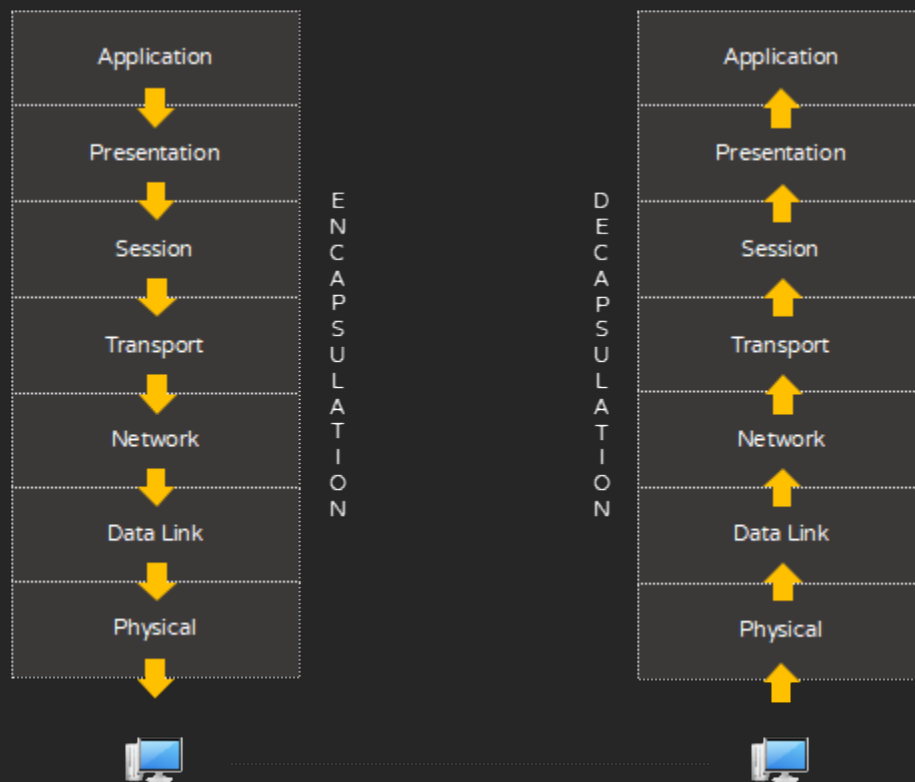 Application
Presentation
Session
Transport
Network
Data Link
Physical
ENCAPSULATION
DECAPSULATION
Application
Presentation
Session
Transport
Network
Data Link
Physical